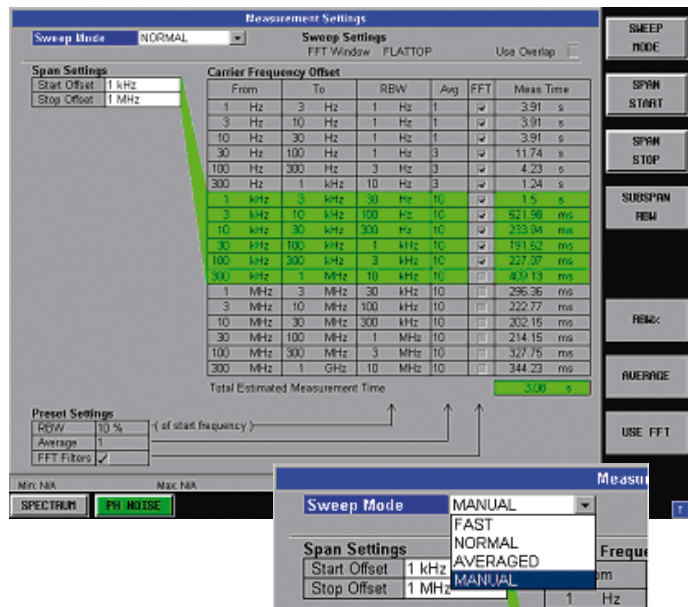 Measurement Settings
Sweep Mode NORMAL
Sweep Settings
FFT Window FLATTOP Use Overlap
Span Settings
Start Offset 1 kHz
Stop Offset 1 MHz
Carrier Frequency Offset
From To RBW Avg FFT Meas Time
1 Hz 3 Hz 1 Hz 1 3.91 s
3 Hz 10 Hz 1 Hz 1 3.91 s
10 Hz 30 Hz 1 Hz 1 3.91 s
30 Hz 100 Hz 1 Hz 3 11.74 s
100 Hz 300 Hz 3 Hz 3 4.23 s
300 Hz 1 kHz 10 Hz 3 1.24 s
1 kHz 3 kHz 30 Hz 10 1.5 s
3 kHz 10 kHz 100 Hz 10 521.98 ms
10 kHz 30 kHz 300 Hz 10 233.94 ms
30 kHz 100 kHz 1 kHz 10 191.62 ms
100 kHz 300 kHz 3 kHz 10 227.07 ms
300 kHz 1 MHz 10 kHz 10 409.13 ms
1 MHz 3 MHz 30 kHz 10 296.36 ms
3 MHz 10 MHz 100 kHz 10 222.77 ms
10 MHz 30 MHz 300 kHz 10 202.15 ms
30 MHz 100 MHz 1 MHz 10 214.15 ms
100 MHz 300 MHz 3 MHz 10 327.75 ms
300 MHz 1 GHz 10 MHz 10 344.23 ms
Total Estimated Measurement Time 3.08 s
Preset Settings
RBW 10 % ( of start frequency )
Average 1
FFT Filters
Min: N/A Max: N/A
SPECTRUM PH NOISE
SWEEP
MODE
SPAN
START
SPAN
STOP
SUBSPAN
RBW
RBW%
AVERAGE
USE FFT
Measu
Sweep Mode MANUAL
FAST
NORMAL
AVERAGED
MANUAL
Span Settings
Start Offset 1 kHz
Stop Offset 1 MHz
Freque
om
1 Hz